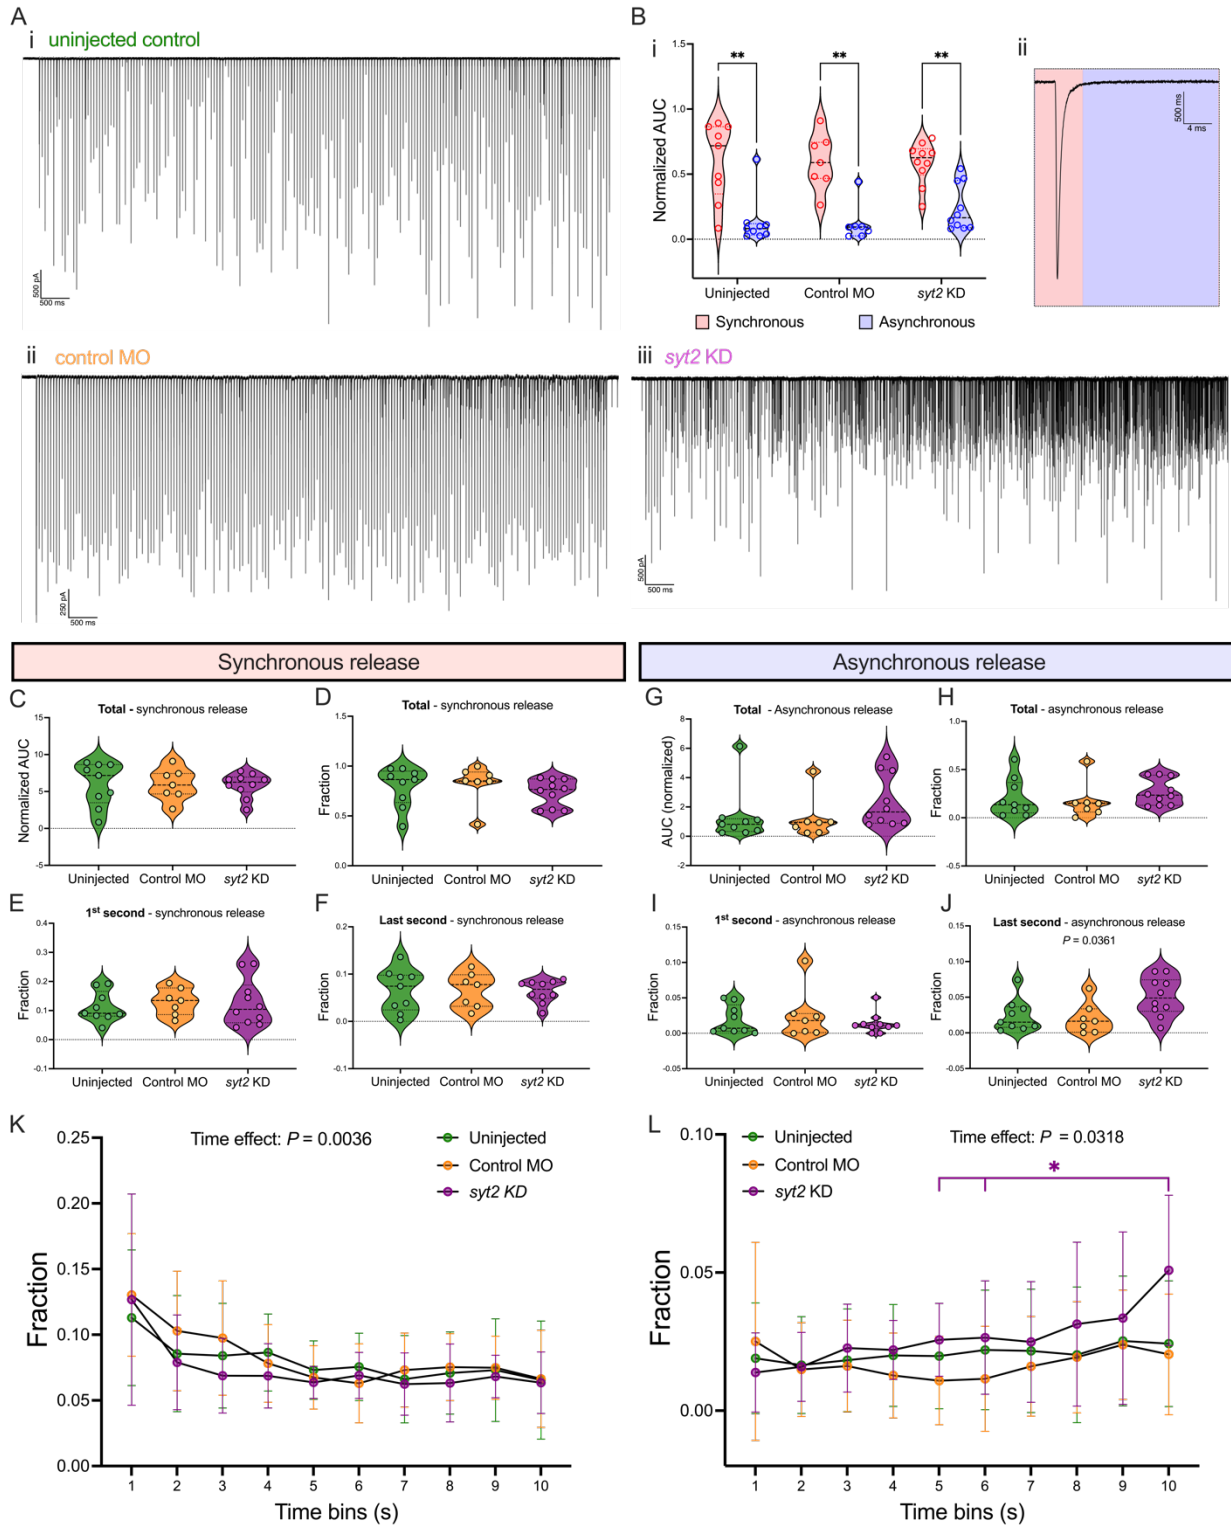 A
i uninjected control
500 pA
500 ms
B
i
Normalized AUC
1.5
1.0
0.5
0.0
**
**
**
Uninjected
Control MO
syt2 KD
Synchronous
Asynchronous
ii
500 ms
4 ms
ii control MO
250 pA
500 ms
iii syt2 KD
500 pA
500 ms
Synchronous release
Asynchronous release
C
Total - synchronous release
Normalized AUC
15
10
5
0
-5
Uninjected Control MO syt2 KD
D
Total - synchronous release
Fraction
1.5
1.0
0.5
0.0
Uninjected Control MO syt2 KD
E
1st second - synchronous release
Fraction
0.4
0.3
0.2
0.1
0.0
-0.1
Uninjected Control MO syt2 KD
F
Last second - synchronous release
Fraction
0.2
0.1
0.0
-0.1
Uninjected Control MO syt2 KD
G
Total - Asynchronous release
AUC (normalized)
8
6
4
2
0
-2
Uninjected Control MO syt2 KD
H
Total - asynchronous release
Fraction
1.0
0.5
0.0
-0.5
Uninjected Control MO syt2 KD
I
1st second - asynchronous release
Fraction
0.15
0.10
0.05
0.00
-0.05
Uninjected Control MO syt2 KD
J
Last second - asynchronous release
P = 0.0361
Fraction
0.15
0.10
0.05
0.00
-0.05
Uninjected Control MO syt2 KD
K
Time effect: P = 0.0036
Uninjected
Control MO
syt2 KD
Fraction
0.25
0.20
0.15
0.10
0.05
0.00
1 2 3 4 5 6 7 8 9 10
Time bins (s)
L
Uninjected
Control MO
syt2 KD
Time effect: P = 0.0318
*
Fraction
0.10
0.05
0.00
1 2 3 4 5 6 7 8 9 10
Time bins (s)